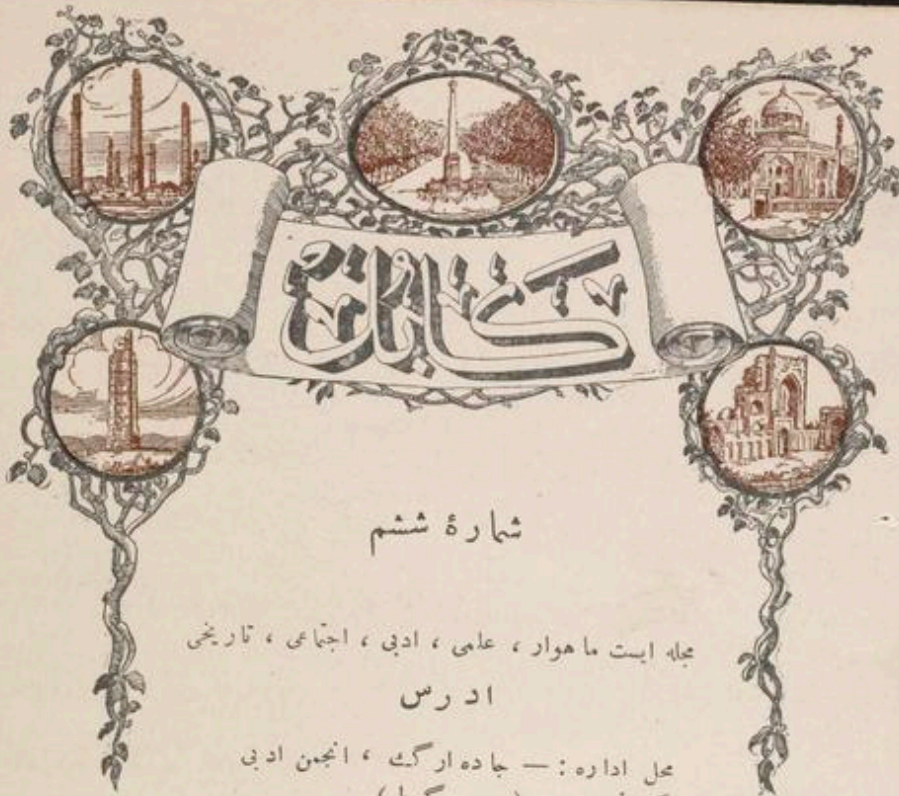 کابل
شمارهٔ ششم
مجله ایست ماهوار ، علمی ، ادبی ، اجتماعی ، تاریخی
ادرس
محل اداره : — جاده ارگ ، انجمن ادبی